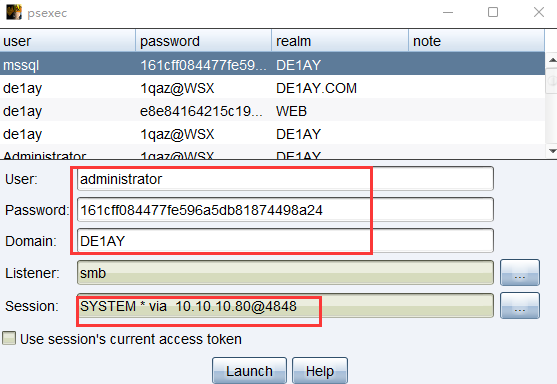 psexec
user password realm note
mssql 161cff084477fe59... DE1AY
de1ay 1qaz@WSX DE1AY.COM
de1ay e8e84164215c19... WEB
de1ay 1qaz@WSX DE1AY
Administrator 1qaz@WSX DE1AY
User: administrator
Password: 161cff084477fe596a5db81874498a24
Domain: DE1AY
Listener: smb ...
Session: SYSTEM * via 10.10.10.80@4848 ...
Use session's current access token
Launch Help